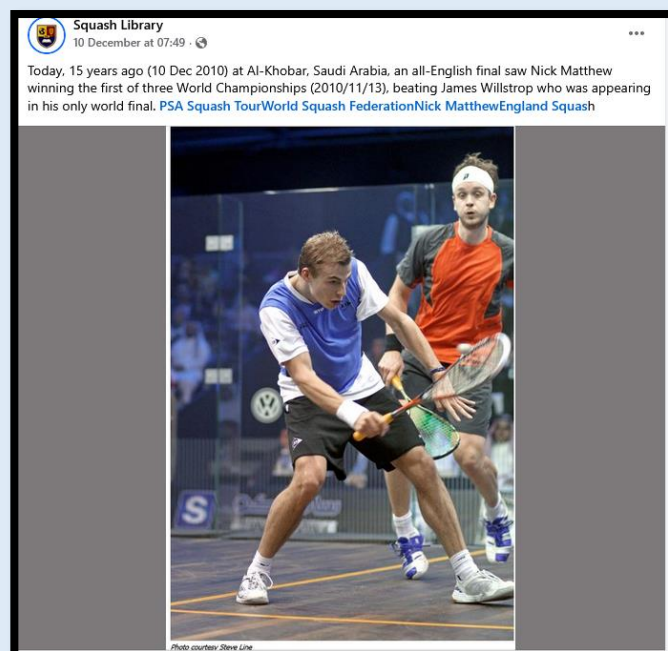 Squash Library
10 December at 07:49 ·
Today, 15 years ago (10 Dec 2010) at Al-Khobar, Saudi Arabia, an all-English final saw Nick Matthew
winning the first of three World Championships (2010/11/13), beating James Willstrop who was appearing
in his only world final. PSA Squash TourWorld Squash FederationNick MatthewEngland Squash
S
Photo courtesy Steve Line